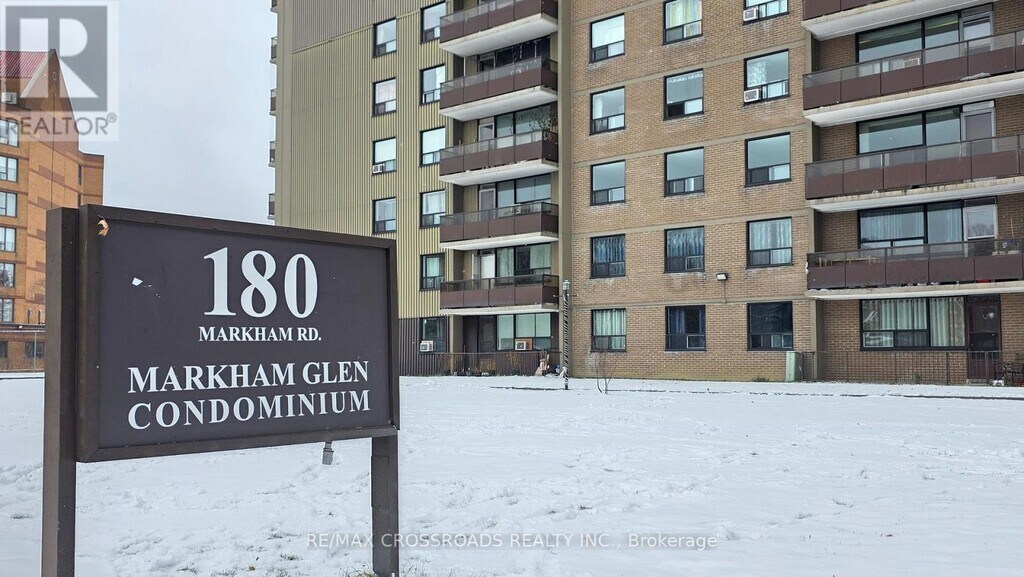 R
REALTOR®
180
MARKHAM RD.
MARKHAM GLEN
CONDOMINIUM
RE/MAX CROSSROADS REALTY INC., Brokerage